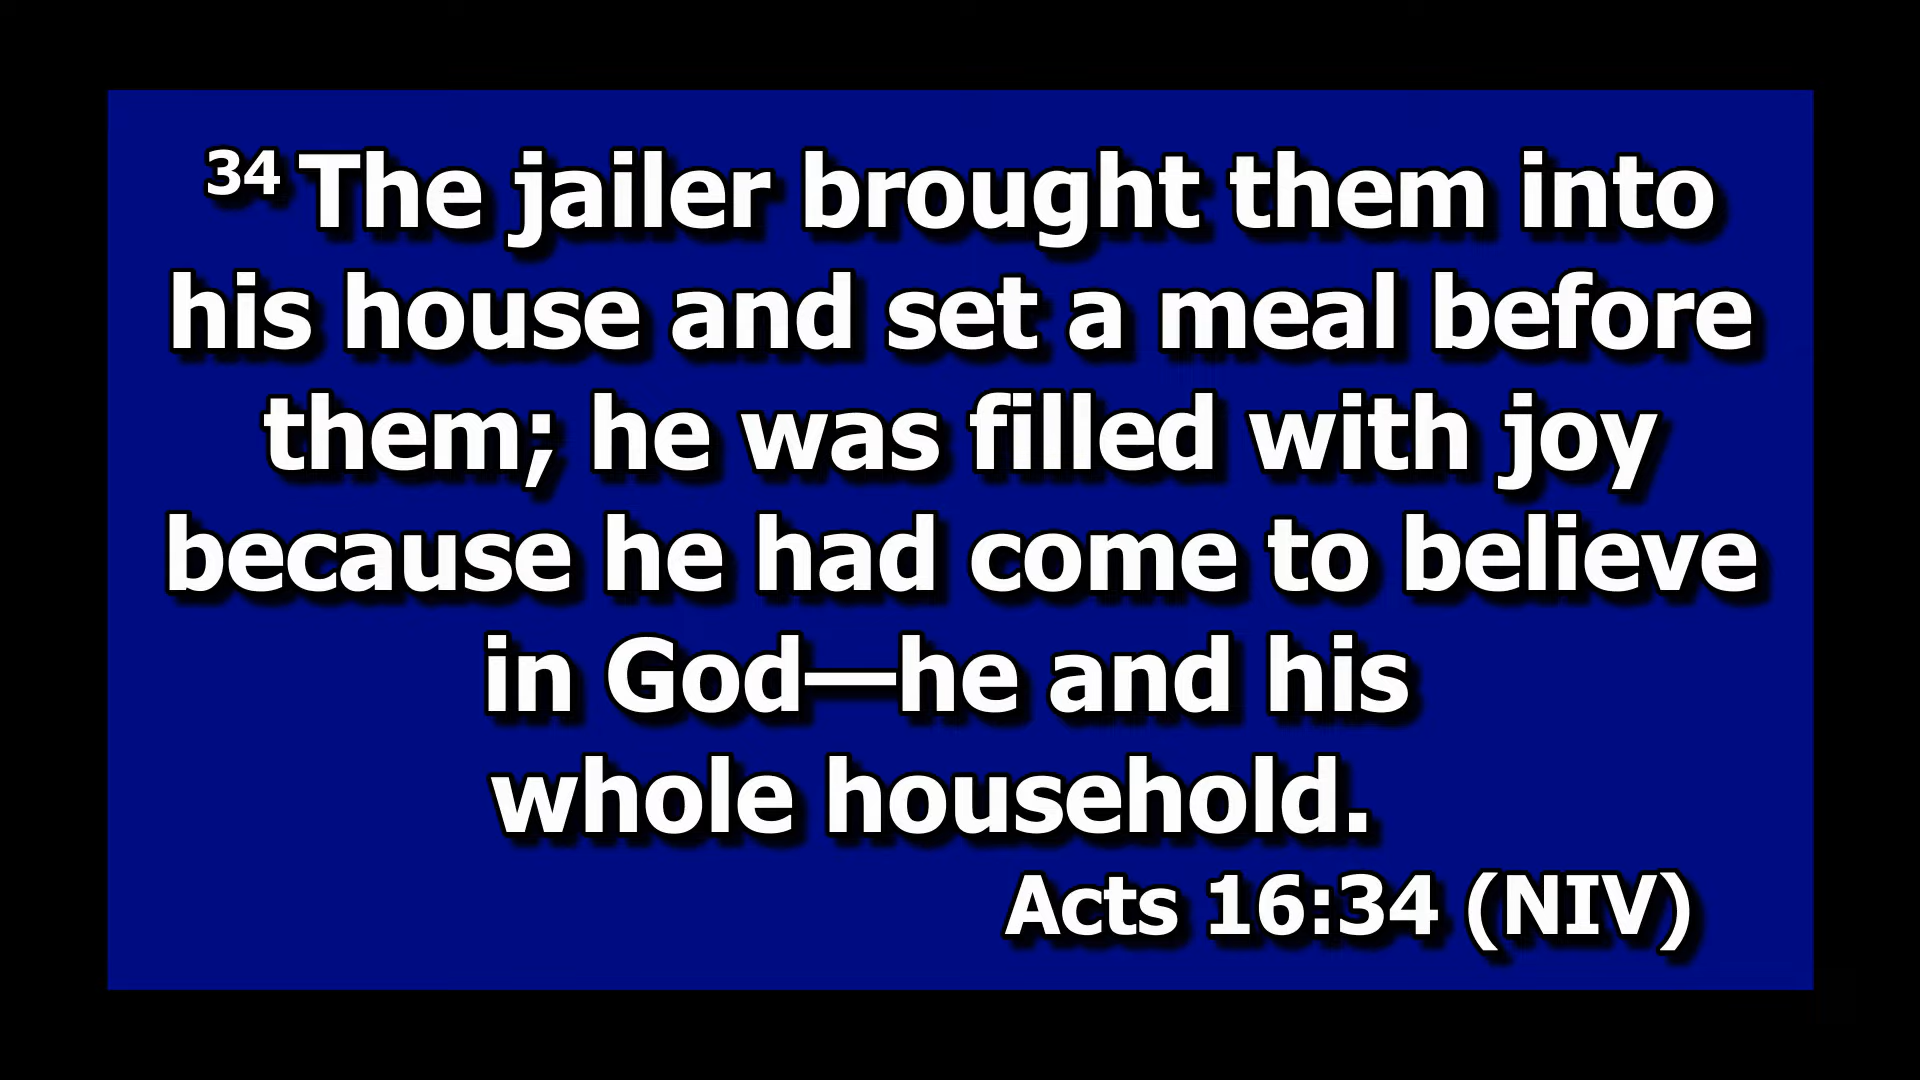 34 The jailer brought them into
his house and set a meal before
them; he was filled with joy
because he had come to believe
in God—he and his
whole household.
Acts 16:34 (NIV)